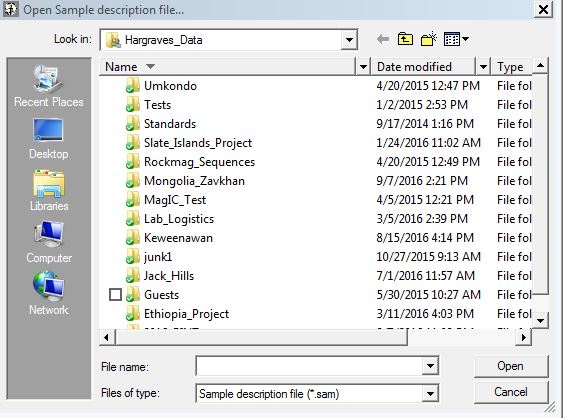 Open Sample description file...
Look in: Hargraves_Data
Name Date modified Type
Umkondo 4/20/2015 12:47 PM File fol
Tests 1/2/2015 2:53 PM File fol
Standards 9/17/2014 1:16 PM File fol
Slate_Islands_Project 1/24/2016 11:02 AM File fol
Rockmag_Sequences 4/20/2015 12:49 PM File fol
Mongolia_Zavkhan 9/7/2016 2:21 PM File fol
MagIC_Test 4/5/2015 12:21 PM File fol
Lab_Logistics 3/5/2016 2:39 PM File fol
Keweenawan 8/15/2016 4:14 PM File fol
junk1 10/27/2015 9:13 AM File fol
Jack_Hills 7/1/2016 11:57 AM File fol
Guests 5/30/2015 10:27 AM File fol
Ethiopia_Project 3/11/2016 4:03 PM File fol
Recent Places
Desktop
Libraries
Computer
Network
File name: Open
Files of type: Sample description file (*.sam) Cancel